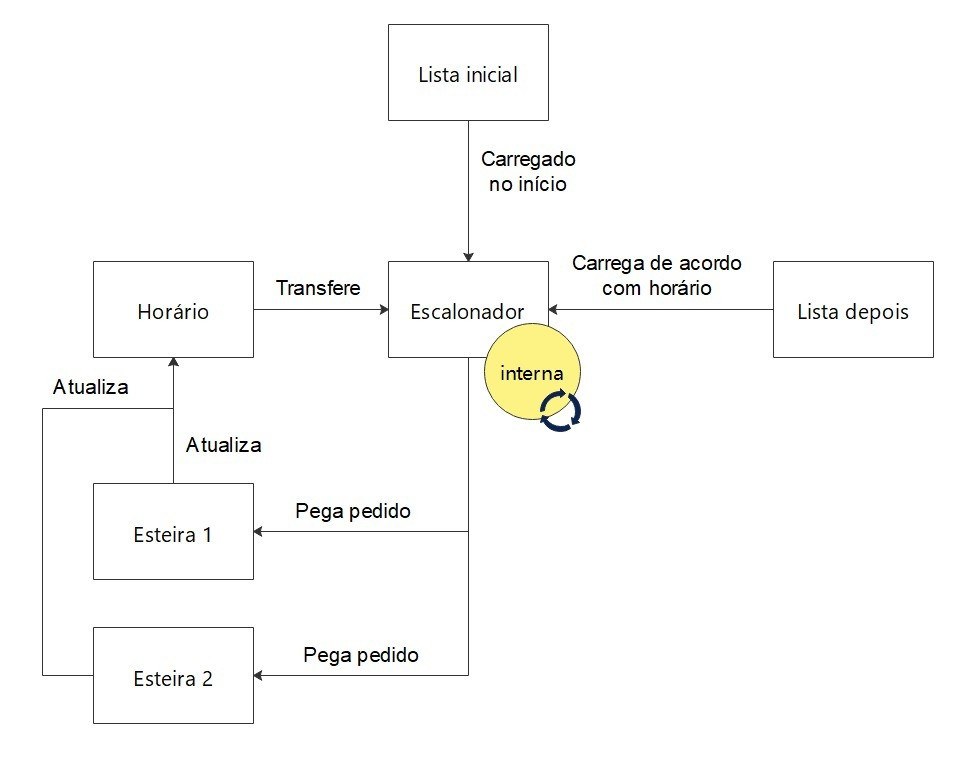 Lista inicial
Carregado
no início
Carrega de acordo
com horário
Horário
Transfere
Escalonador
Lista depois
interna
Atualiza
Atualiza
Esteira 1
Pega pedido
Esteira 2
Pega pedido